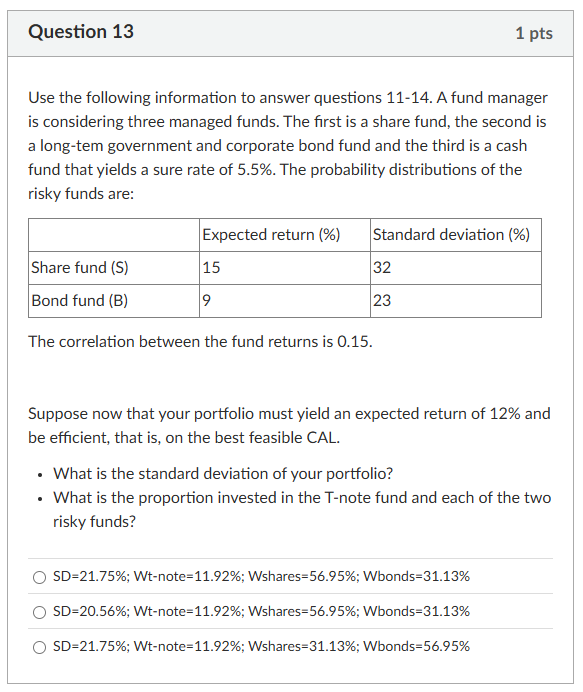 Question 13
1 pts
Use the following information to answer questions 11-14. A fund manager
is considering three managed funds. The first is a share fund, the second is
a long-tem government and corporate bond fund and the third is a cash
fund that yields a sure rate of 5.5%. The probability distributions of the
risky funds are:
Expected return (%) Standard deviation (%)
Share fund (S) 15 32
Bond fund (B) 9 23
The correlation between the fund returns is 0.15.
Suppose now that your portfolio must yield an expected return of 12% and
be efficient, that is, on the best feasible CAL.
• What is the standard deviation of your portfolio?
• What is the proportion invested in the T-note fund and each of the two
risky funds?
SD=21.75%; Wt-note=11.92%; Wshares=56.95%; Wbonds=31.13%
SD=20.56%; Wt-note=11.92%; Wshares=56.95%; Wbonds=31.13%
SD=21.75%; Wt-note=11.92%; Wshares=31.13%; Wbonds=56.95%